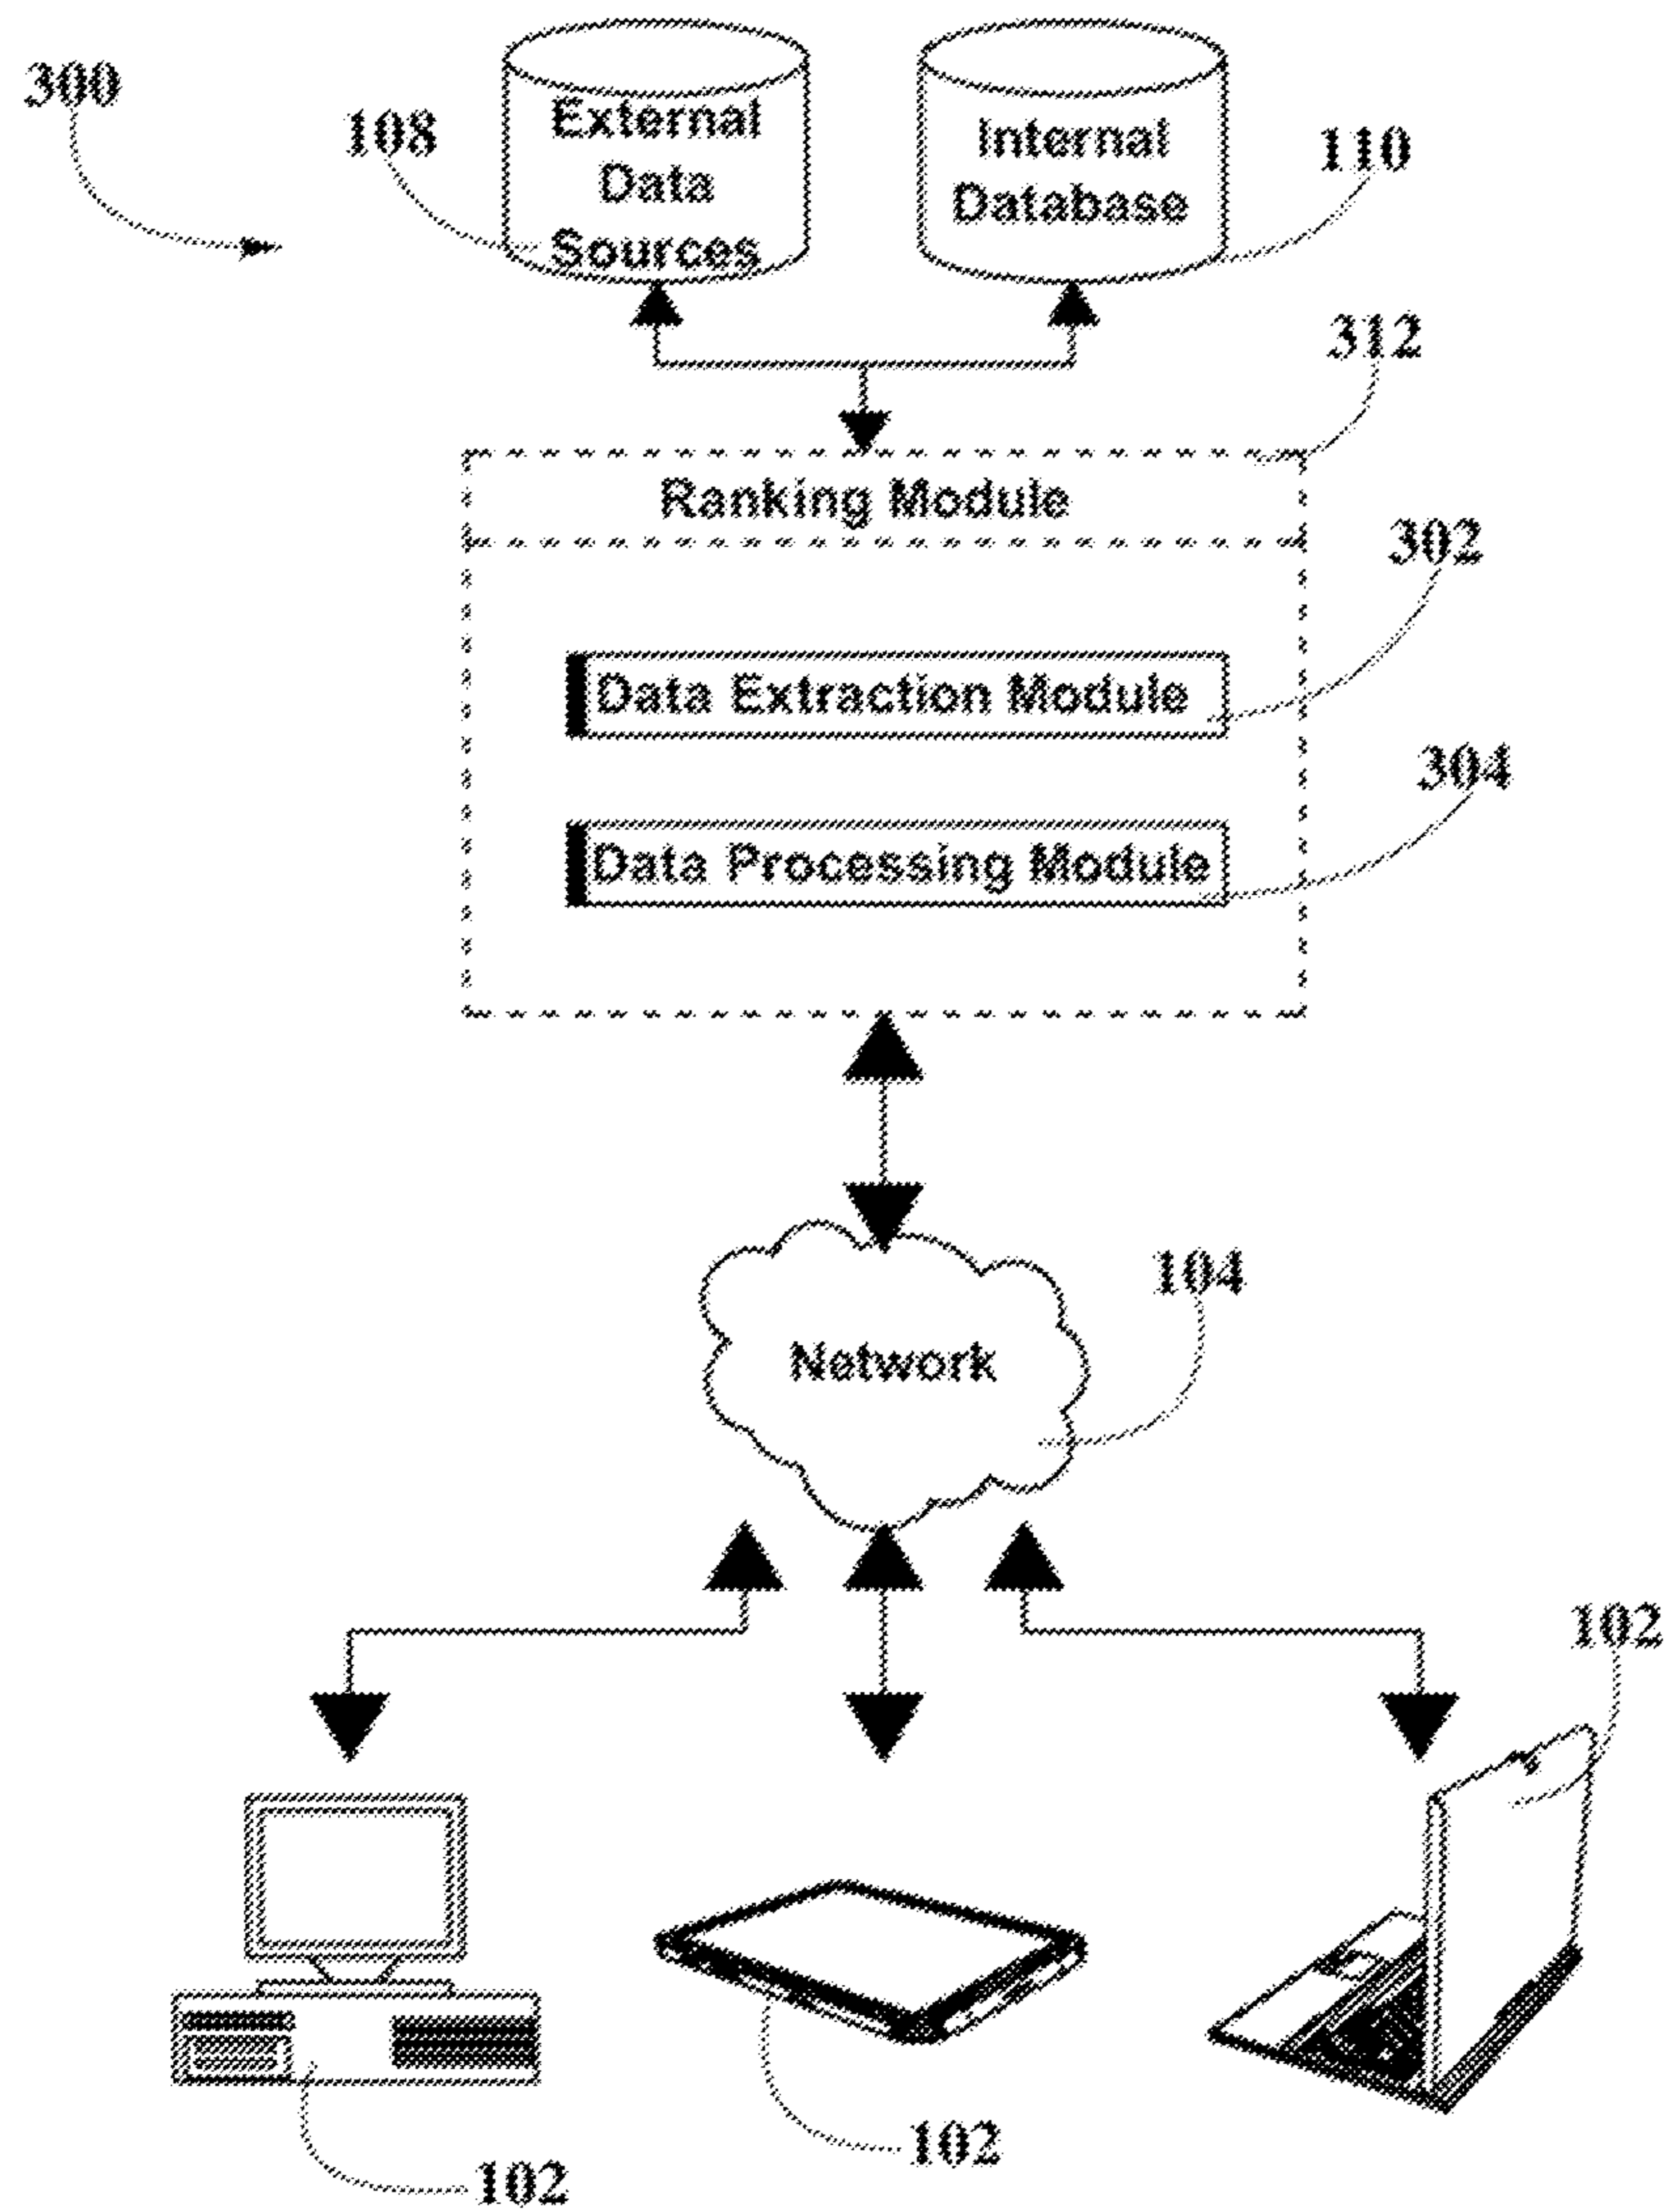 300
108
External
Data
Sources
Internal
Database
110
312
Ranking Module
302
Data Extraction Module
304
Data Processing Module
104
Network
102
102
102